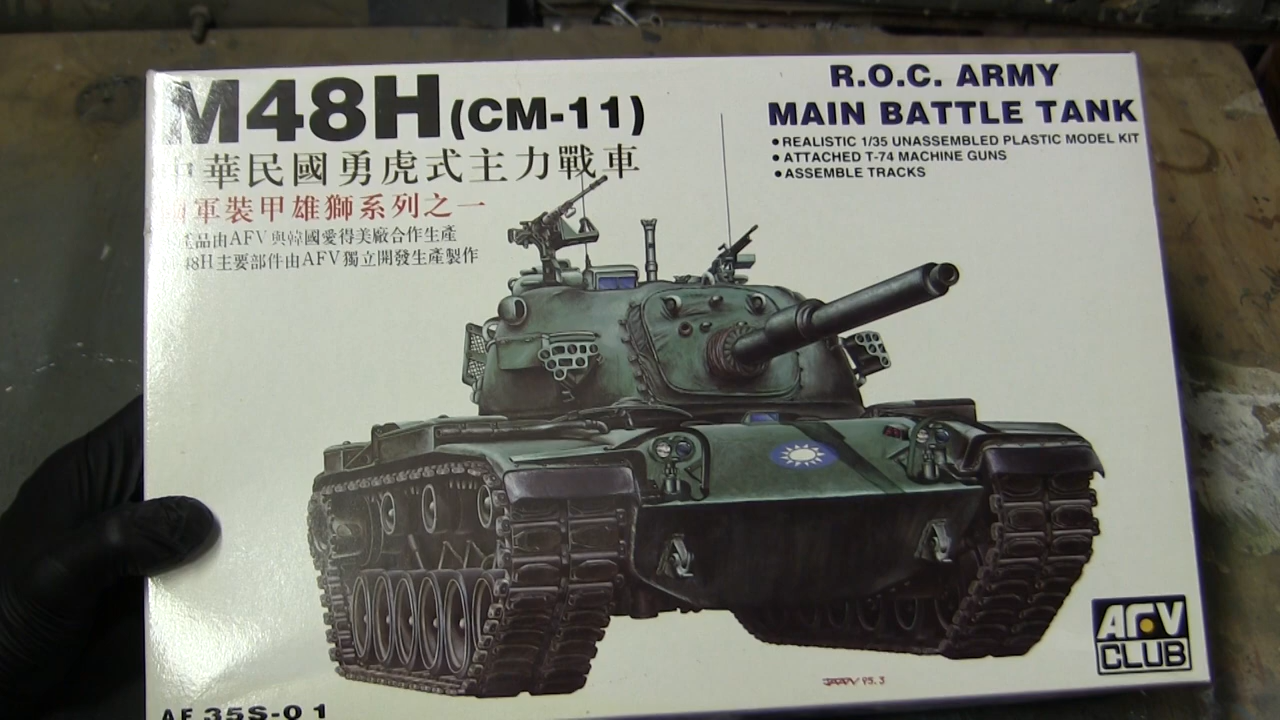 M48H (CM-11)
中華民國勇虎式主力戰車
國軍裝甲雄獅系列之一
產品由AFV與韓國愛得美廠合作生產
48H主要部件由AFV獨立開發生產製作
R.O.C. ARMY
MAIN BATTLE TANK
● REALISTIC 1/35 UNASSEMBLED PLASTIC MODEL KIT
● ATTACHED T-74 MACHINE GUNS
● ASSEMBLE TRACKS
AFV
CLUB
AF 35S-01